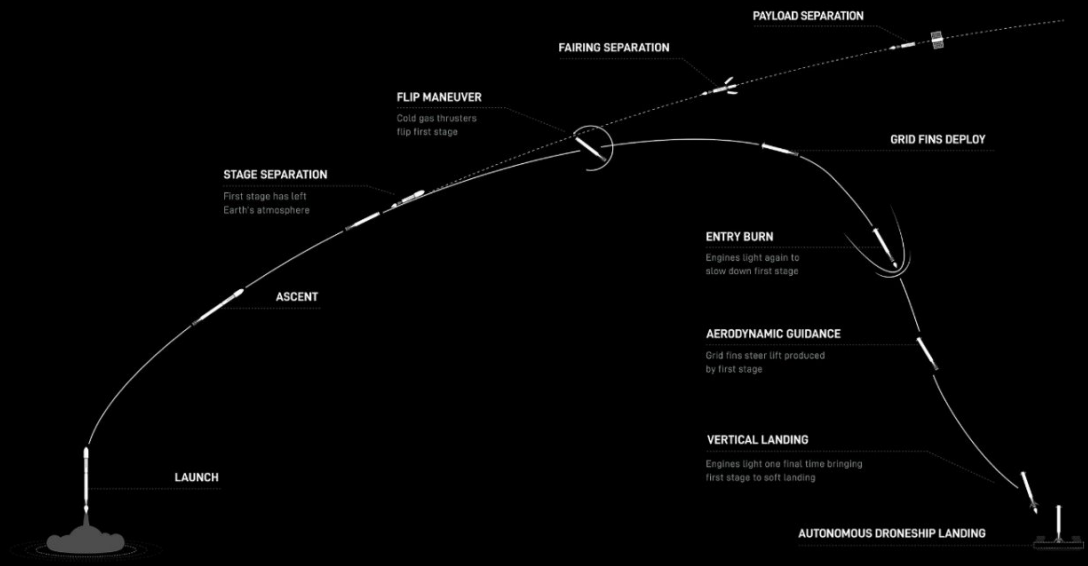 PAYLOAD SEPARATION
FAIRING SEPARATION
FLIP MANEUVER
Cold gas thrusters
flip first stage
GRID FINS DEPLOY
STAGE SEPARATION
First stage has left
Earth's atmosphere
ENTRY BURN
Engines light again to
slow down first stage
ASCENT
AERODYNAMIC GUIDANCE
Grid fins steer lift produced
by first stage
VERTICAL LANDING
Engines light one final time bringing
first stage to soft landing
LAUNCH
AUTONOMOUS DRONESHIP LANDING